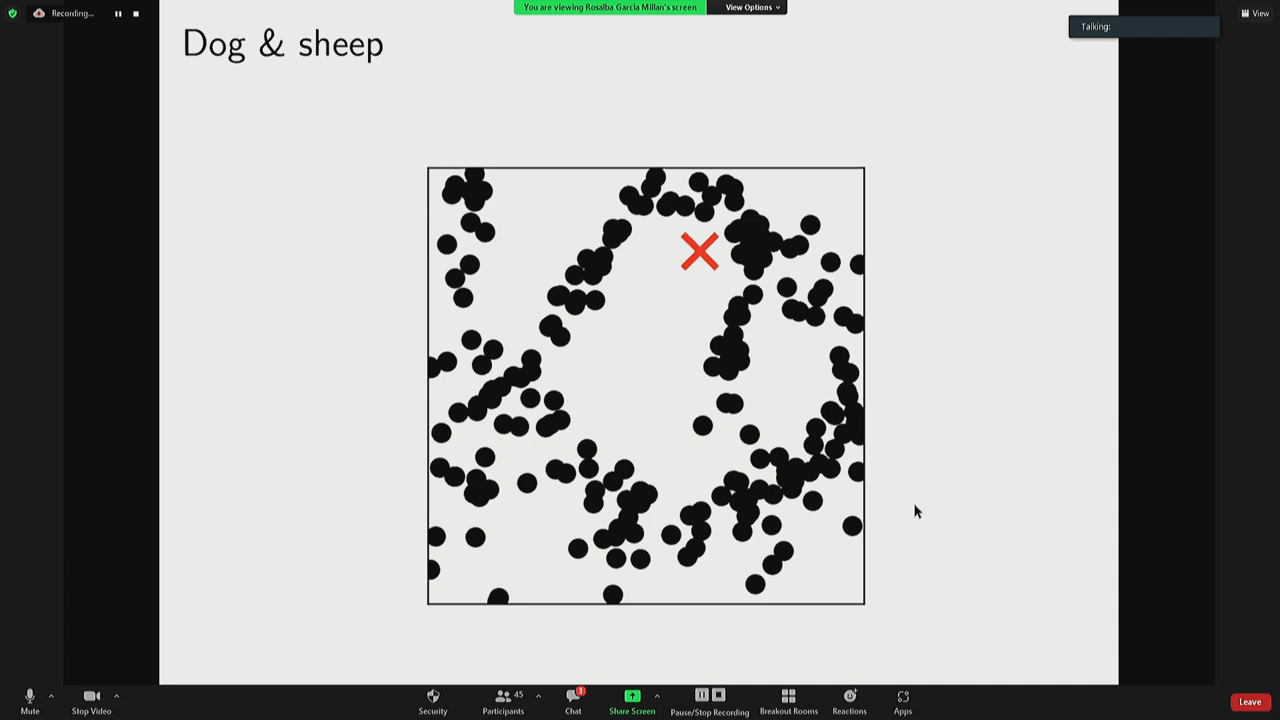 Recording...
You are viewing Rosalba Garcia Millan's screen
View Options
View
Talking:
Dog & sheep
Mute
Stop Video
Security
Participants
45
Chat
3
Share Screen
Pause/Stop Recording
Breakout Rooms
Reactions
Apps
Leave